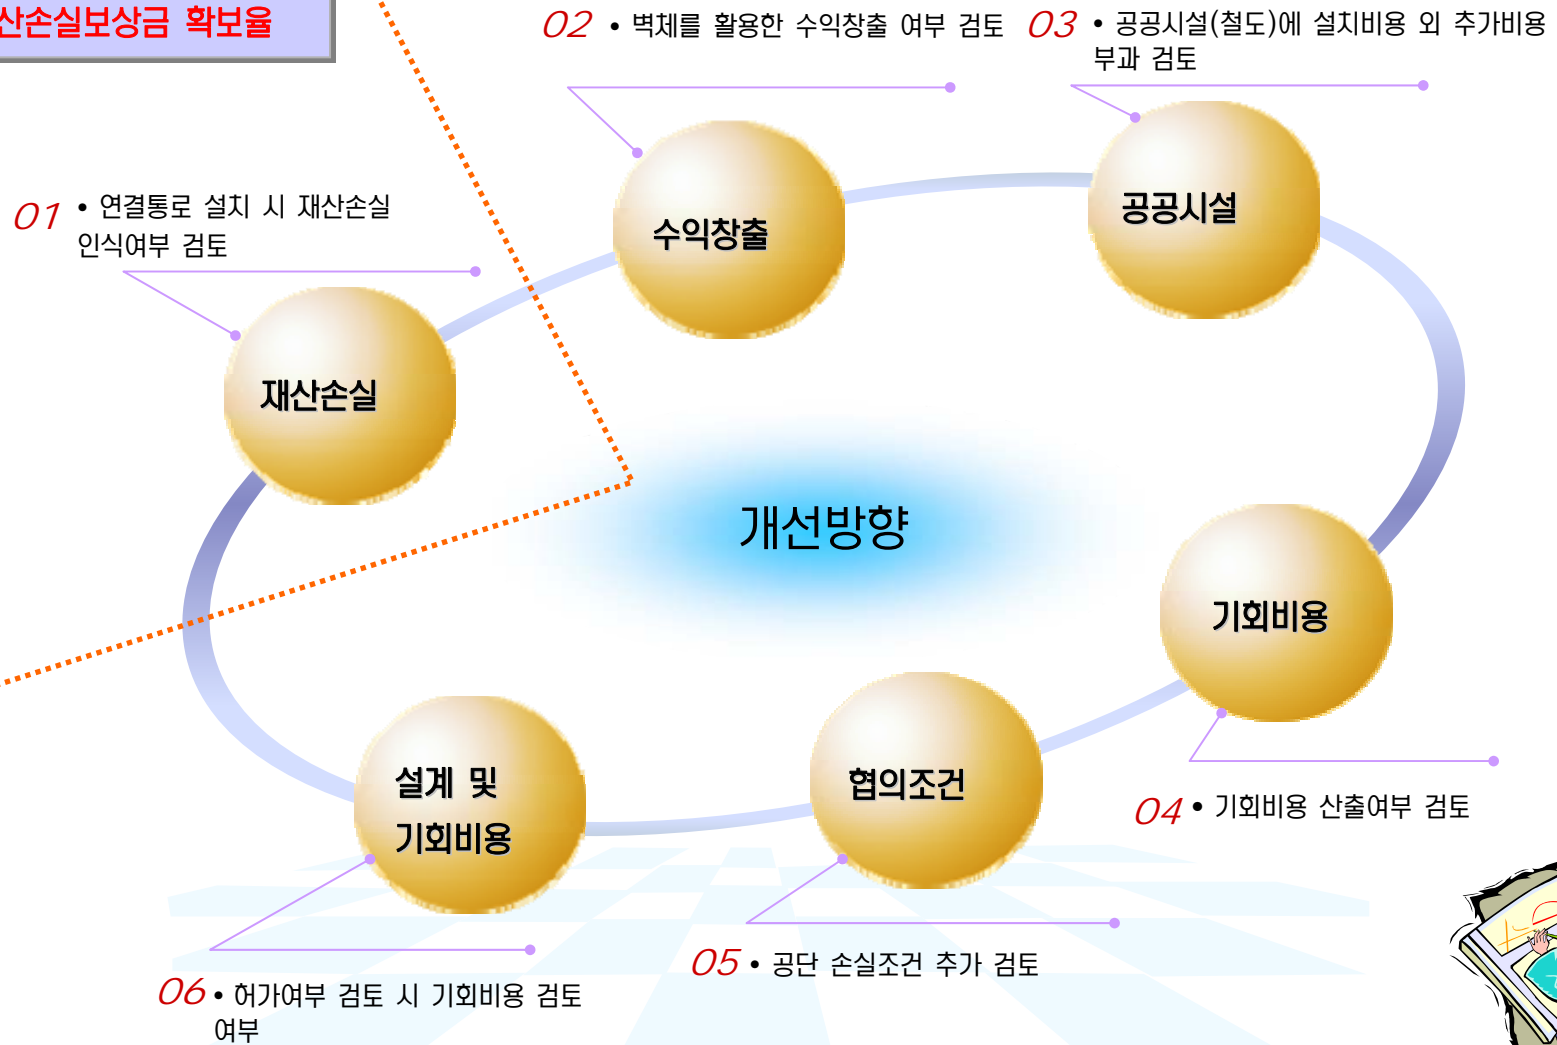 산손실보상금 확보율
02 • 벽체를 활용한 수익창출 여부 검토
03 • 공공시설(철도)에 설치비용 외 추가비용
부과 검토
01 • 연결통로 설치 시 재산손실
인식여부 검토
수익창출
공공시설
재산손실
개선방향
기회비용
설계 및
기회비용
협의조건
04 • 기회비용 산출여부 검토
05 • 공단 손실조건 추가 검토
06 • 허가여부 검토 시 기회비용 검토
여부